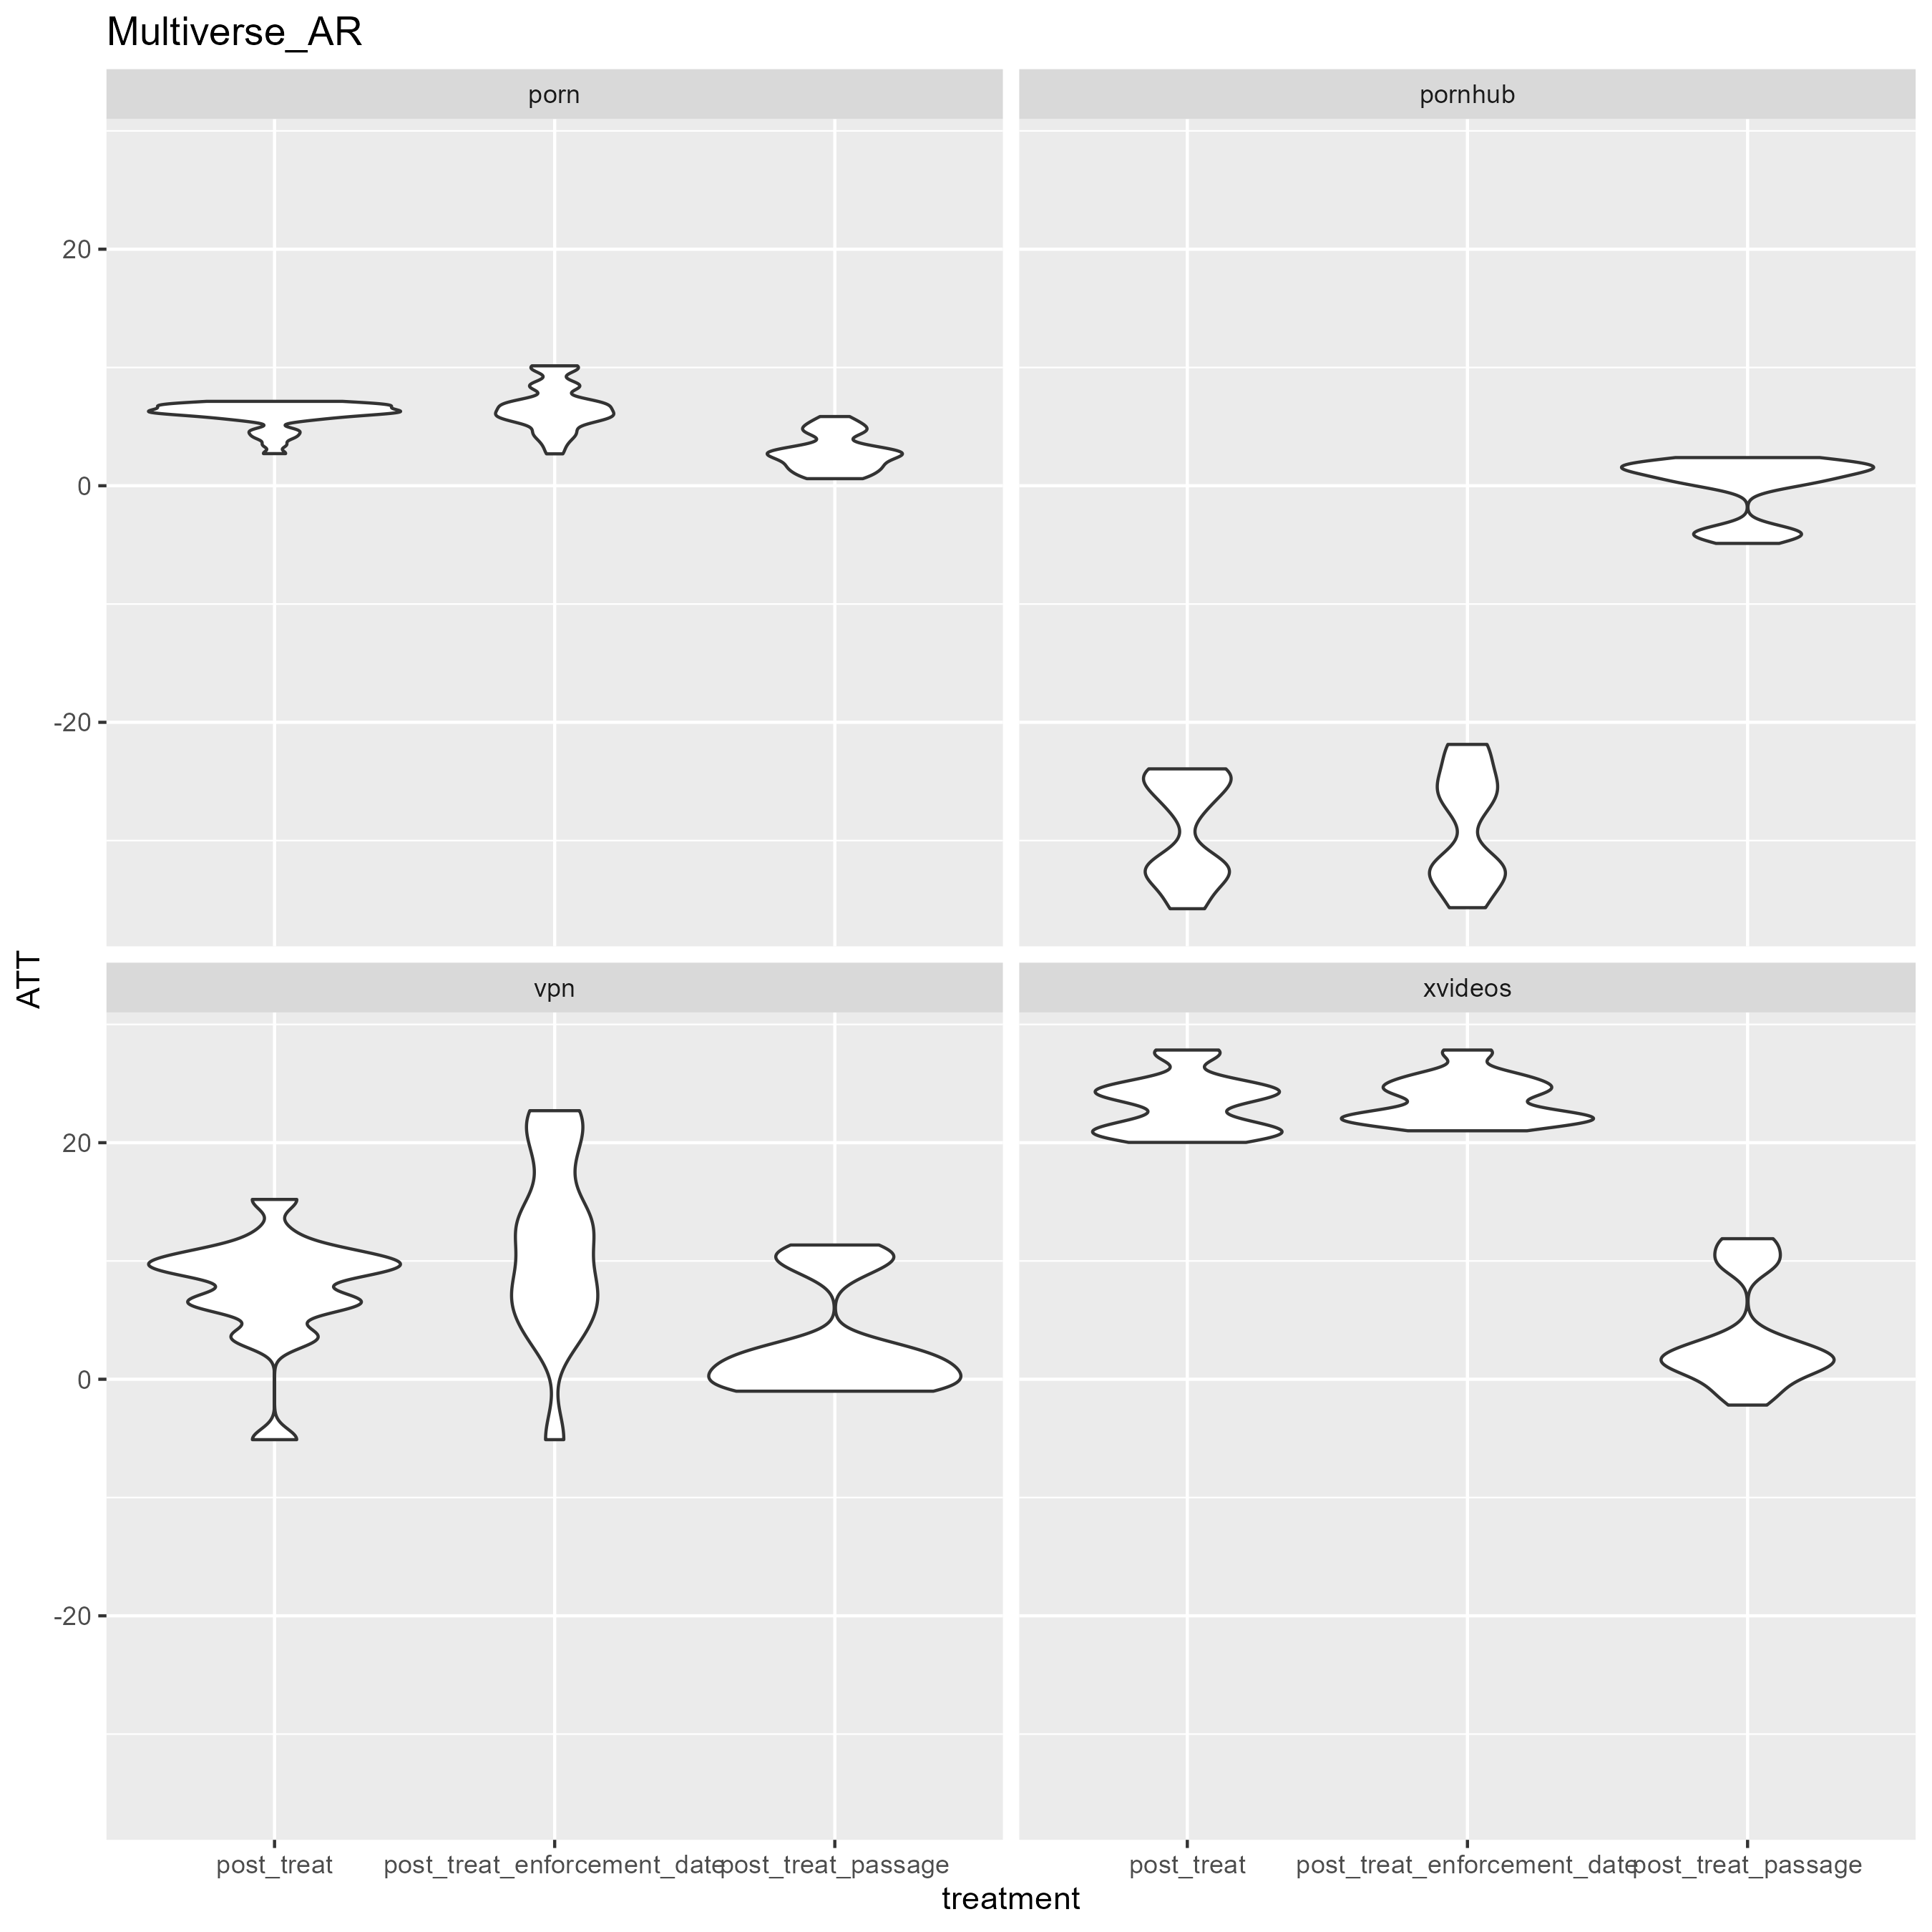 Multiverse_AR
porn
pornhub
20
0
-20
ATT
vpn
xvideos
20
0
-20
post_treat
post_treat_enforcement_date
post_treat_passage
post_treat
post_treat_enforcement_date
post_treat_passage
treatment